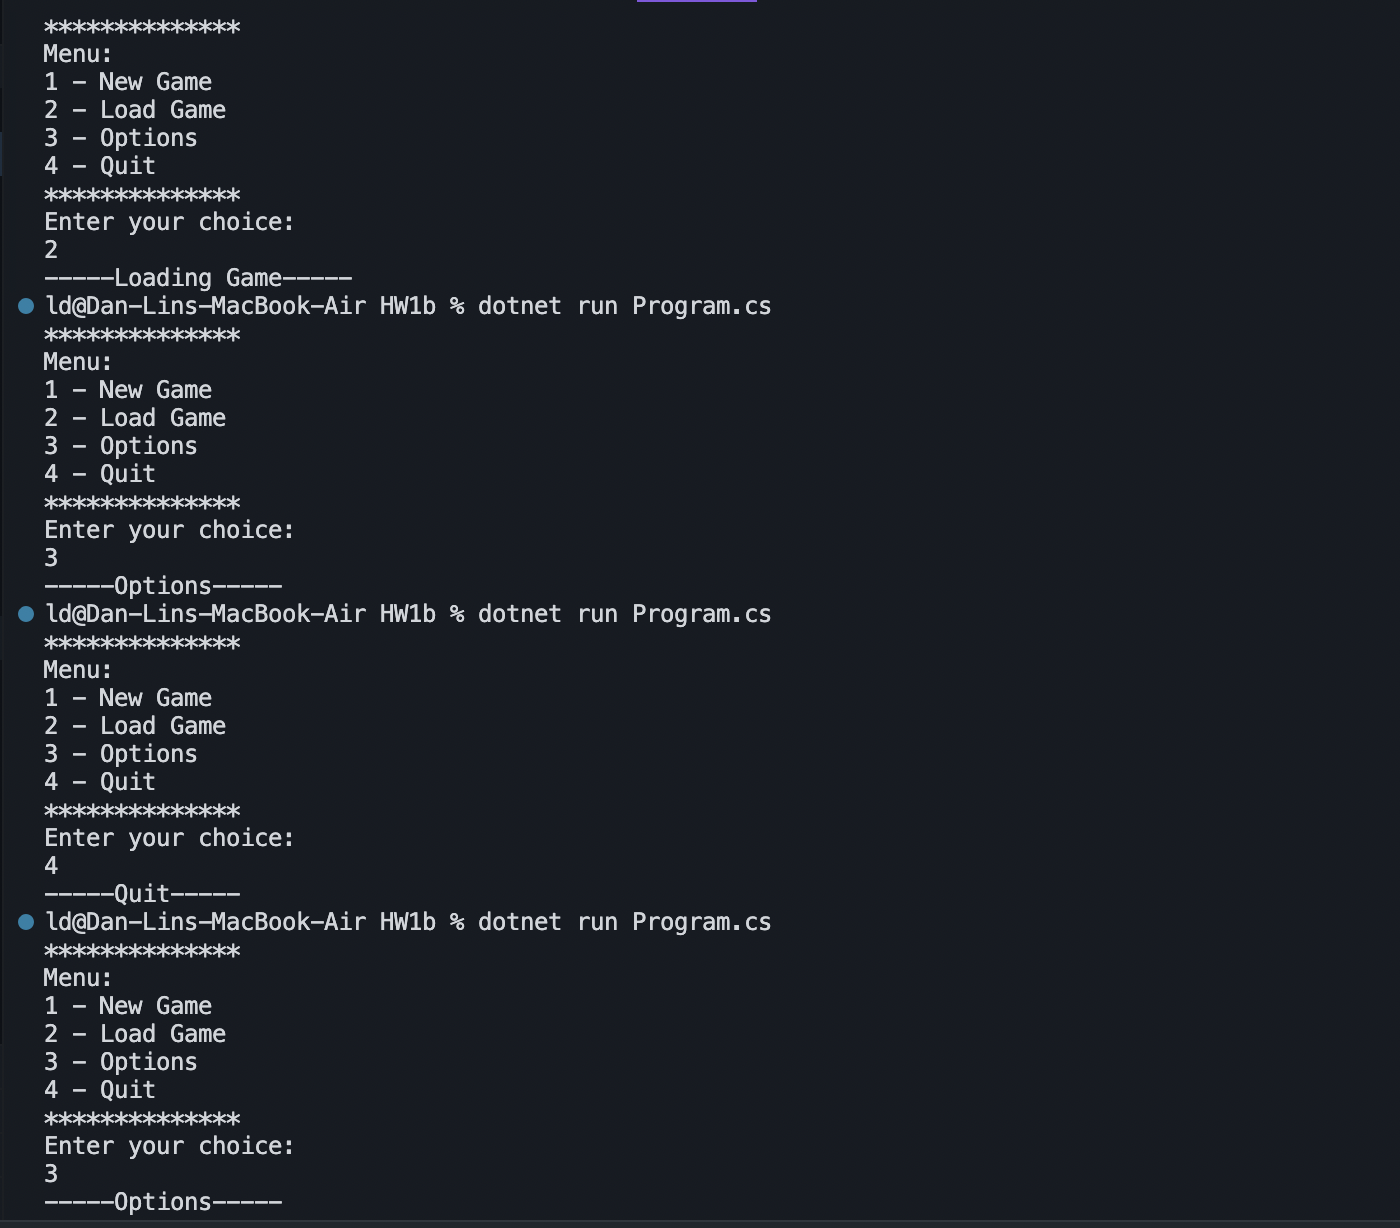 **************
Menu:
1 - New Game
2 - Load Game
3 - Options
4 - Quit
**************
Enter your choice:
2
-----Loading Game-----
ld@Dan-Lins-MacBook-Air HW1b % dotnet run Program.cs
**************
Menu:
1 - New Game
2 - Load Game
3 - Options
4 - Quit
**************
Enter your choice:
3
-----Options-----
ld@Dan-Lins-MacBook-Air HW1b % dotnet run Program.cs
**************
Menu:
1 - New Game
2 - Load Game
3 - Options
4 - Quit
**************
Enter your choice:
4
-----Quit-----
ld@Dan-Lins-MacBook-Air HW1b % dotnet run Program.cs
**************
Menu:
1 - New Game
2 - Load Game
3 - Options
4 - Quit
**************
Enter your choice:
3
-----Options-----